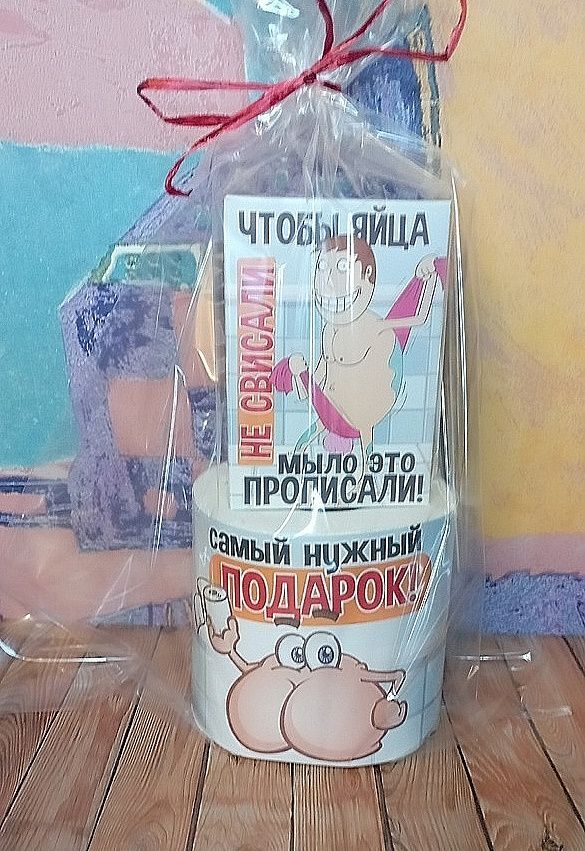 ЧТОБЫ ЯЙЦА
НЕ СВИСАЛИ
МЫЛО ЭТО
ПРОПИСАЛИ!
самый нужный
ПОДАРОК!